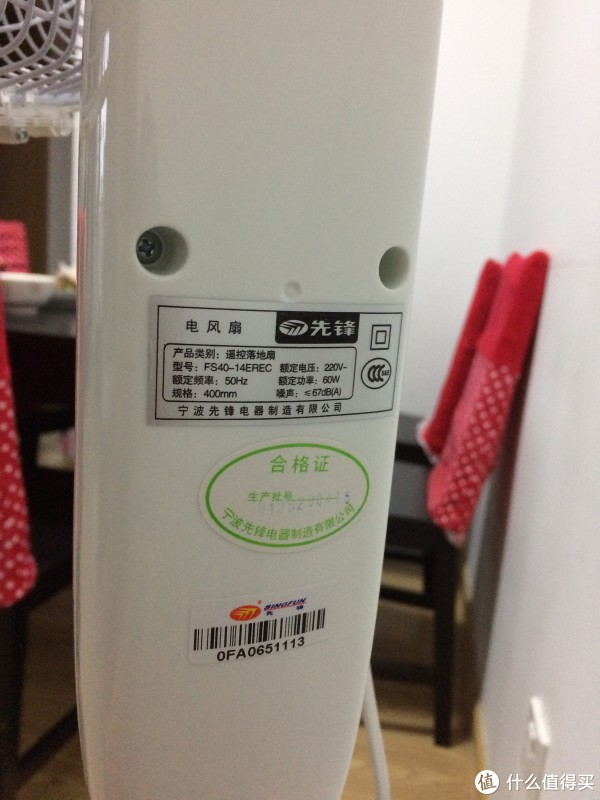 电风扇 先锋
产品类别：遥控落地扇
型号：FS40-14EREC 额定电压：220V~
额定频率：50Hz 额定功率：60W
规格：400mm 噪声：≤67dB(A)
宁波先锋电器制造有限公司
合格证
生产批号
宁波先锋电器制造有限公司
SINGFUN
先锋
0FA0651113
值 什么值得买